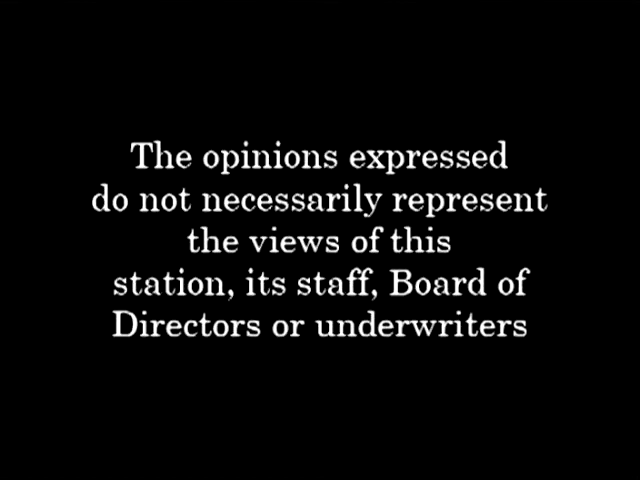 The opinions expressed
do not necessarily represent
the views of this
station, its staff, Board of
Directors or underwriters